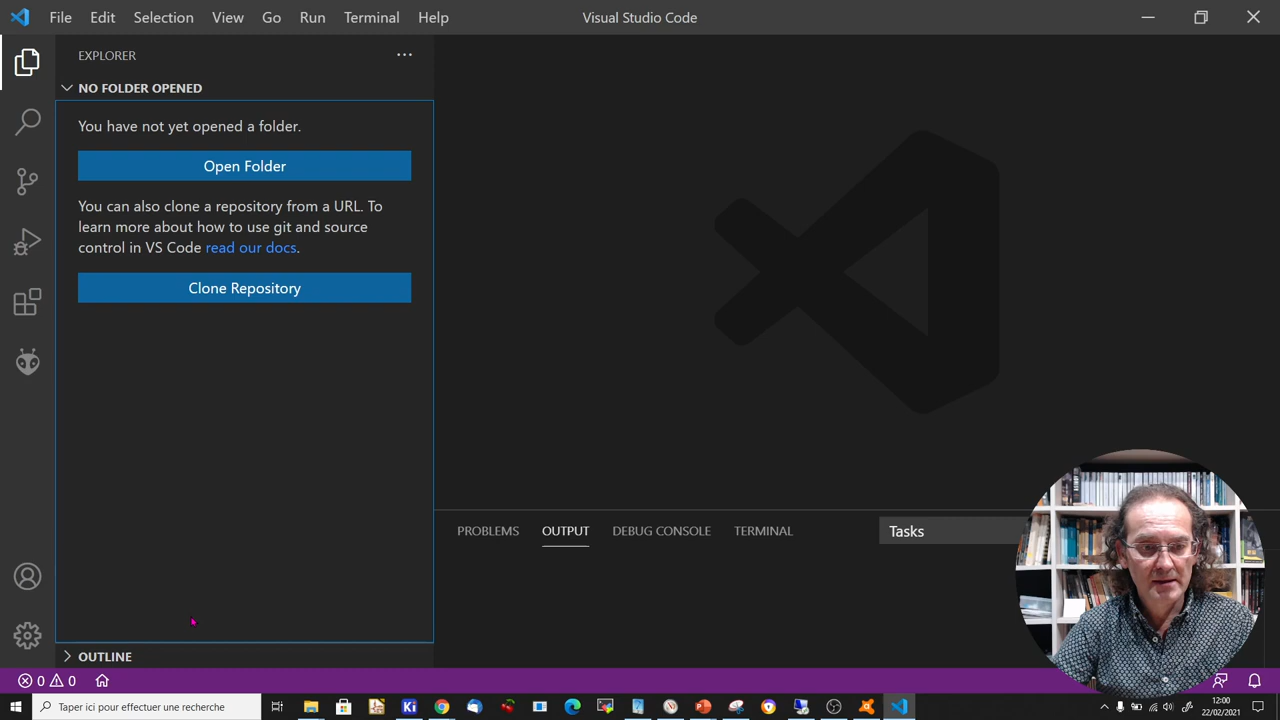 File Edit Selection View Go Run Terminal Help Visual Studio Code
EXPLORER
NO FOLDER OPENED
You have not yet opened a folder.
Open Folder
You can also clone a repository from a URL. To
learn more about how to use git and source
control in VS Code read our docs.
Clone Repository
PROBLEMS OUTPUT DEBUG CONSOLE TERMINAL Tasks
OUTLINE
0 0
Taper ici pour effectuer une recherche
Ki
12:00
22/02/2021